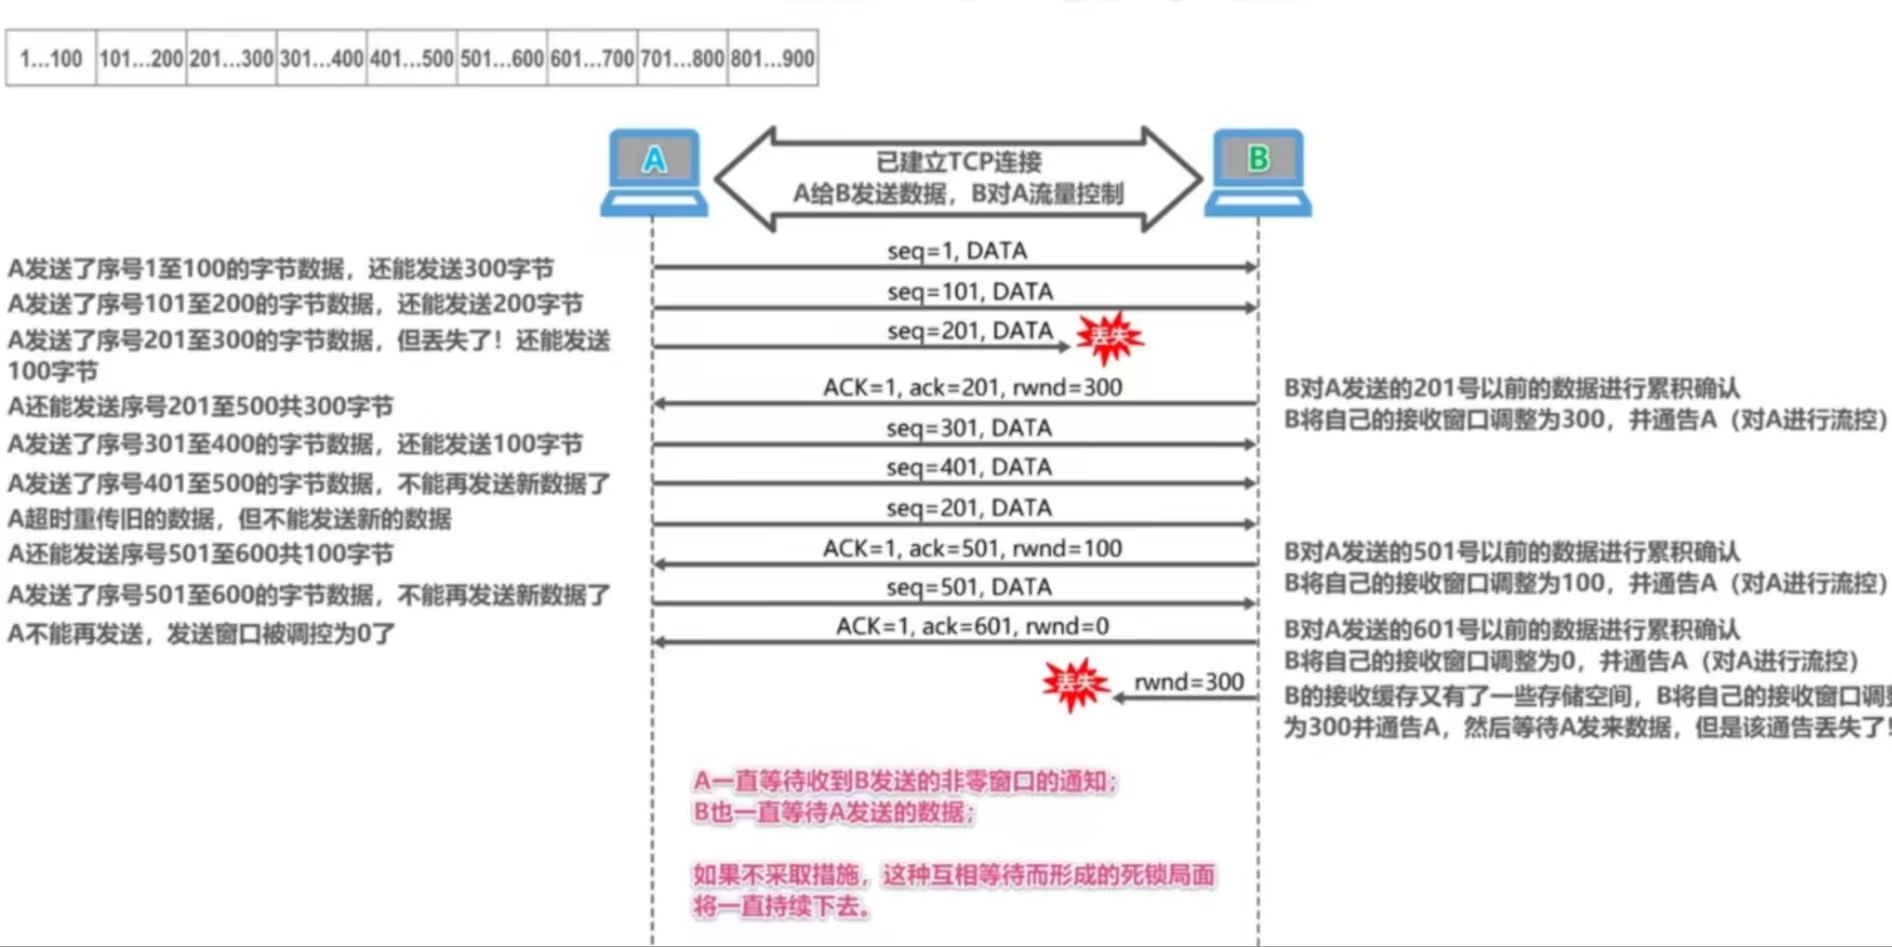 1...100 101...200 201...300 301...400 401...500 501...600 601...700 701...800 801...900
A
已建立TCP连接
A给B发送数据，B对A流量控制
B
seq=1, DATA
A发送了序号1至100的字节数据，还能发送300字节
seq=101, DATA
A发送了序号101至200的字节数据，还能发送200字节
seq=201, DATA
丢失
A发送了序号201至300的字节数据，但丢失了！还能发送
100字节
ACK=1, ack=201, rwnd=300
B对A发送的201号以前的数据进行累积确认
B将自己的接收窗口调整为300，并通告A（对A进行流控）
A还能发送序号201至500共300字节
seq=301, DATA
A发送了序号301至400的字节数据，还能发送100字节
seq=401, DATA
A发送了序号401至500的字节数据，不能再发送新数据了
seq=201, DATA
A超时重传旧的数据，但不能发送新的数据
ACK=1, ack=501, rwnd=100
A还能发送序号501至600共100字节
B对A发送的501号以前的数据进行累积确认
B将自己的接收窗口调整为100，并通告A（对A进行流控）
seq=501, DATA
A发送了序号501至600的字节数据，不能再发送新数据了
ACK=1, ack=601, rwnd=0
A不能再发送，发送窗口被调控为0了
B对A发送的601号以前的数据进行累积确认
B将自己的接收窗口调整为0，并通告A（对A进行流控）
丢失
rwnd=300
B的接收缓存又有了一些存储空间，B将自己的接收窗口调整
为300并通告A，然后等待A发来数据，但是该通告丢失了！
A一直等待收到B发送的非零窗口的通知；
B也一直等待A发送的数据；
如果不采取措施，这种互相等待而形成的死锁局面
将一直持续下去。